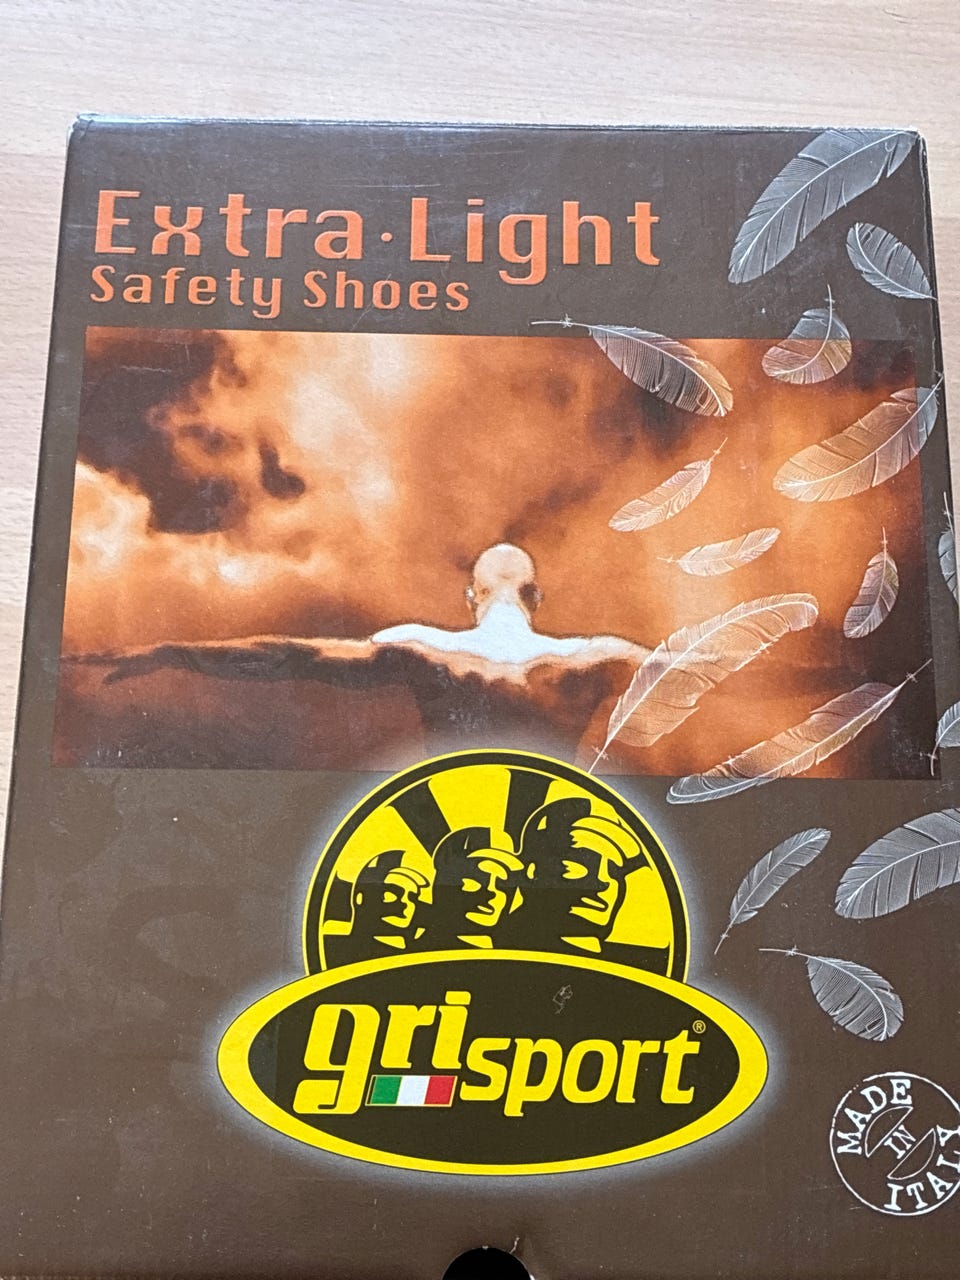 Extra·Light
Safety Shoes
grisport®
MADE
IN
ITALY